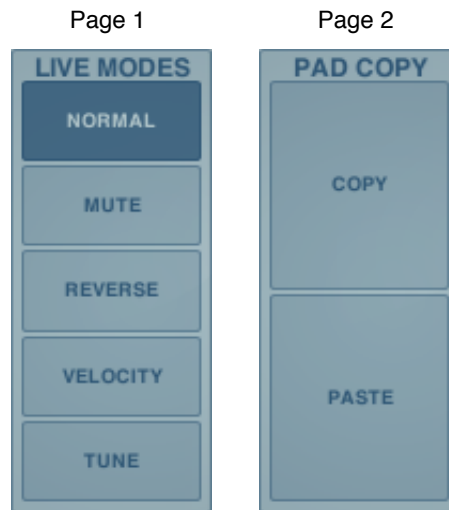 Page 1
LIVE MODES
NORMAL
MUTE
REVERSE
VELOCITY
TUNE
Page 2
PAD COPY
COPY
PASTE